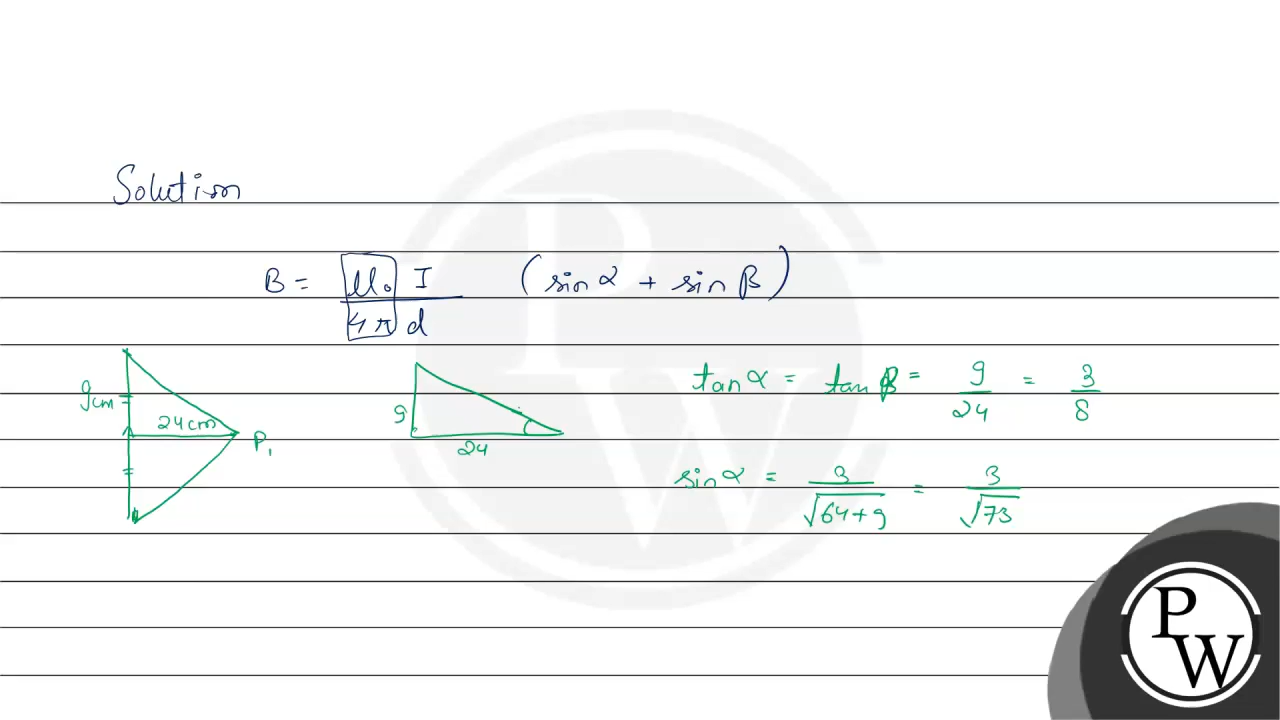 Solution
B = μ₀ I / 4π d (sin α + sin β)
9cm
24cm
P₁
9
24
tan α = tan β = 9/24 = 3/8
sin α = 3/√64+9 = 3/√73
P
W